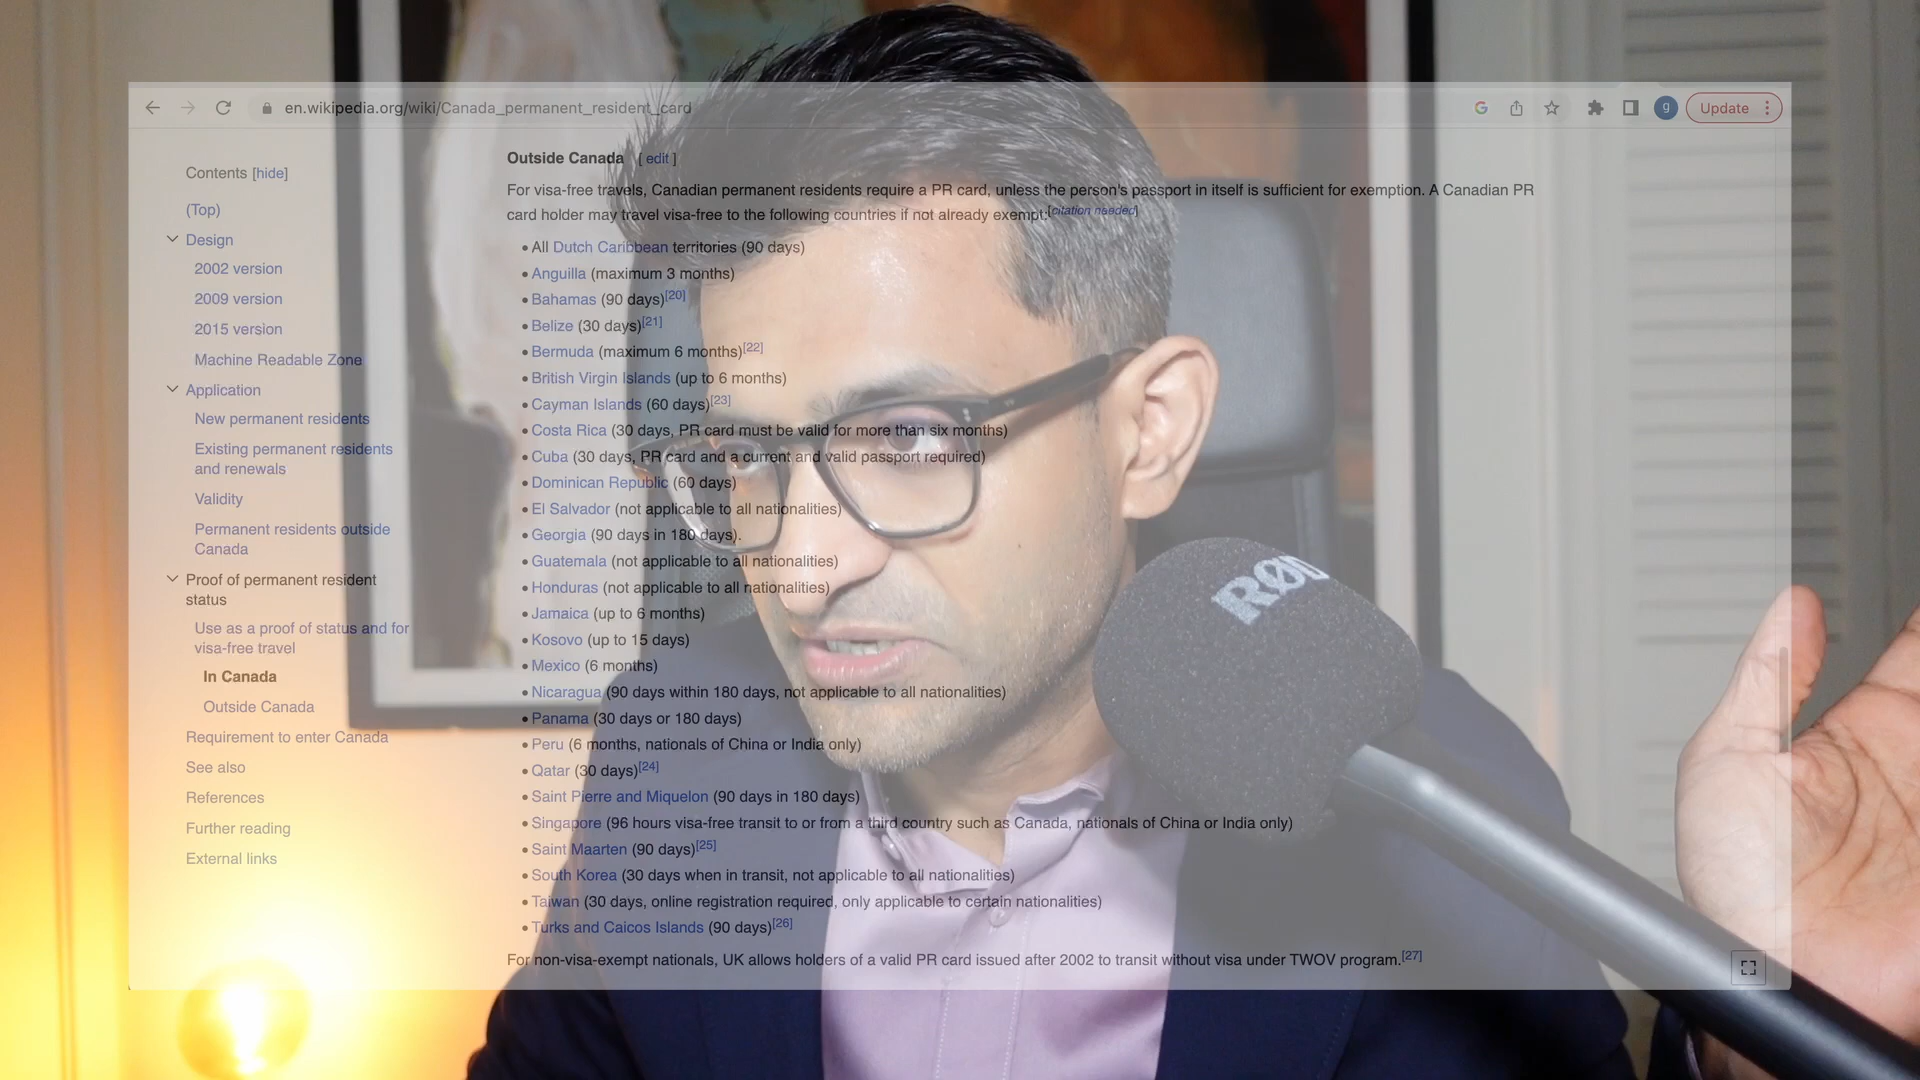 en.wikipedia.org/wiki/Canada_permanent_resident_card
g
Update
Contents [hide]
(Top)
Design
2002 version
2009 version
2015 version
Machine Readable Zone
Application
New permanent residents
Existing permanent residents
and renewals
Validity
Permanent residents outside
Canada
Proof of permanent resident
status
Use as a proof of status and for
visa-free travel
In Canada
Outside Canada
Requirement to enter Canada
See also
References
Further reading
External links
Outside Canada [ edit ]
For visa-free travels, Canadian permanent residents require a PR card, unless the person's passport in itself is sufficient for exemption. A Canadian PR
card holder may travel visa-free to the following countries if not already exempt:[citation needed]
• All Dutch Caribbean territories (90 days)
• Anguilla (maximum 3 months)
• Bahamas (90 days)[20]
• Belize (30 days)[21]
• Bermuda (maximum 6 months)[22]
• British Virgin Islands (up to 6 months)
• Cayman Islands (60 days)[23]
• Costa Rica (30 days, PR card must be valid for more than six months)
• Cuba (30 days, PR card and a current and valid passport required)
• Dominican Republic (60 days)
• El Salvador (not applicable to all nationalities)
• Georgia (90 days in 180 days).
• Guatemala (not applicable to all nationalities)
• Honduras (not applicable to all nationalities)
• Jamaica (up to 6 months)
• Kosovo (up to 15 days)
• Mexico (6 months)
• Nicaragua (90 days within 180 days, not applicable to all nationalities)
• Panama (30 days or 180 days)
• Peru (6 months, nationals of China or India only)
• Qatar (30 days)[24]
• Saint Pierre and Miquelon (90 days in 180 days)
• Singapore (96 hours visa-free transit to or from a third country such as Canada, nationals of China or India only)
• Saint Maarten (90 days)[25]
• South Korea (30 days when in transit, not applicable to all nationalities)
• Taiwan (30 days, online registration required, only applicable to certain nationalities)
• Turks and Caicos Islands (90 days)[26]
For non-visa-exempt nationals, UK allows holders of a valid PR card issued after 2002 to transit without visa under TWOV program.[27]
RØD